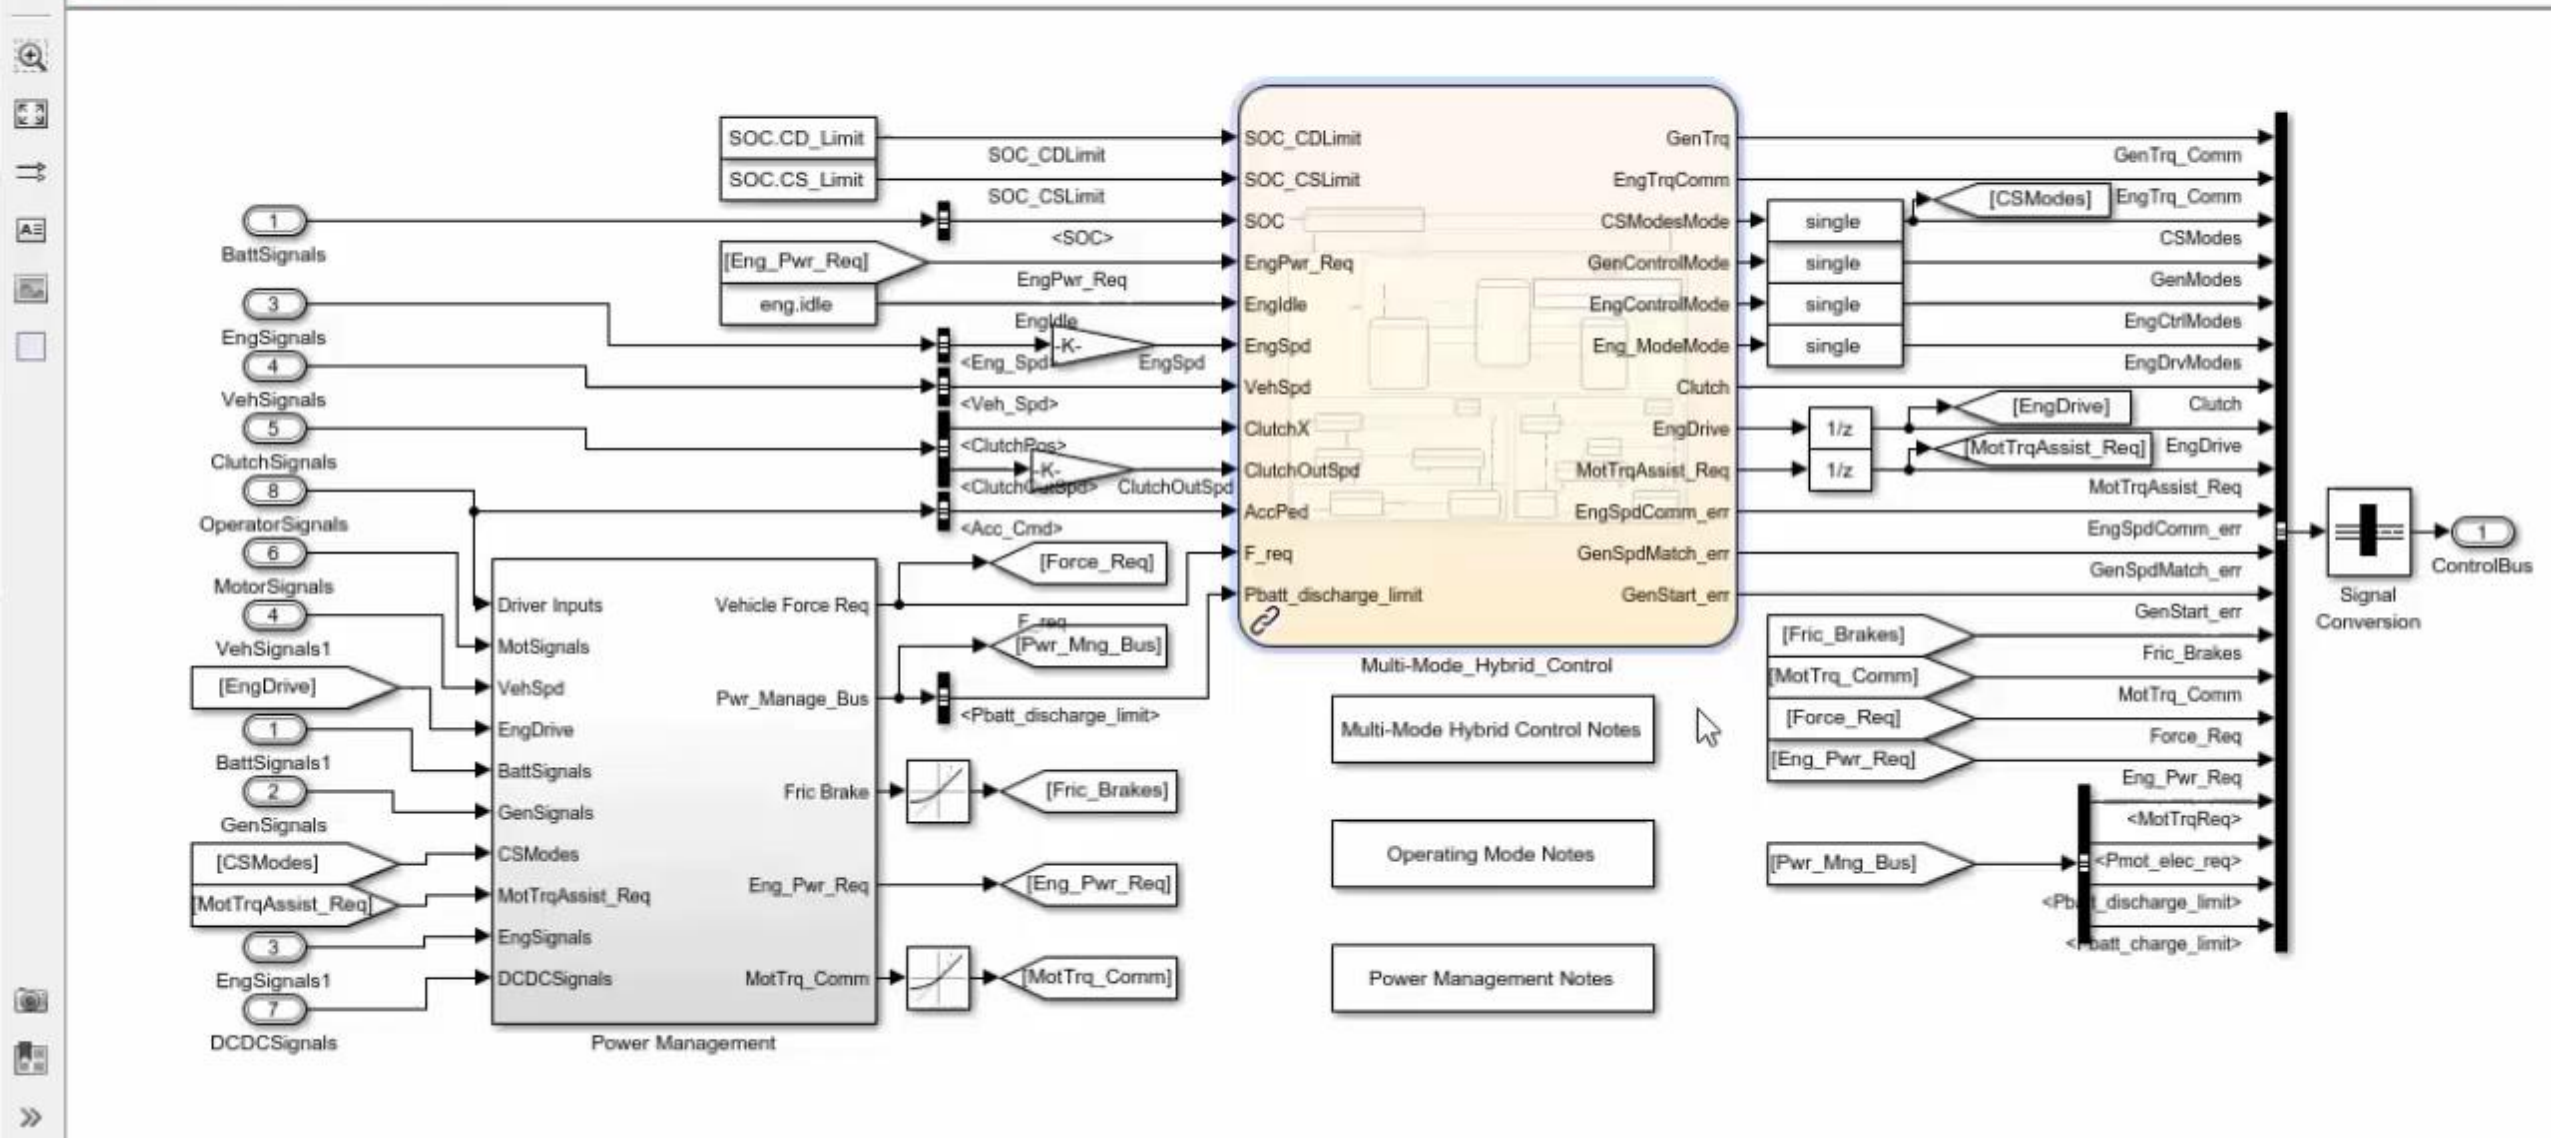 SOC.CD_Limit
SOC_CDLimit
SOC.CS_Limit
SOC_CSLimit
1
BattSignals
<SOC>
[Eng_Pwr_Req]
EngPwr_Req
eng.idle
EngIdle
3
EngSignals
<Eng_Spd>
-K-
EngSpd
4
VehSignals
<Veh_Spd>
5
ClutchSignals
<ClutchPos>
-K-
<ClutchOutSpd>
ClutchOutSpd
8
OperatorSignals
<Acc_Cmd>
6
MotorSignals
4
VehSignals1
[EngDrive]
1
BattSignals1
2
GenSignals
[CSModes]
[MotTrqAssist_Req]
3
EngSignals1
7
DCDCSignals
Driver Inputs
MotSignals
VehSpd
EngDrive
BattSignals
GenSignals
CSModes
MotTrqAssist_Req
EngSignals
DCDCSignals
Vehicle Force Req
Pwr_Manage_Bus
Fric Brake
Eng_Pwr_Req
MotTrq_Comm
Power Management
[Force_Req]
F_req
[Pwr_Mng_Bus]
<Pbatt_discharge_limit>
[Fric_Brakes]
[Eng_Pwr_Req]
[MotTrq_Comm]
SOC_CDLimit
SOC_CSLimit
SOC
EngPwr_Req
EngIdle
EngSpd
VehSpd
ClutchX
ClutchOutSpd
AccPed
F_req
Pbatt_discharge_limit
GenTrq
EngTrqComm
CSModesMode
GenControlMode
EngControlMode
Eng_ModeMode
Clutch
EngDrive
MotTrqAssist_Req
EngSpdComm_err
GenSpdMatch_err
GenStart_err
Multi-Mode_Hybrid_Control
Multi-Mode Hybrid Control Notes
Operating Mode Notes
Power Management Notes
single
single
single
single
1/z
1/z
[CSModes]
[EngDrive]
[MotTrqAssist_Req]
GenTrq_Comm
EngTrq_Comm
CSModes
GenModes
EngCtrlModes
EngDrvModes
Clutch
EngDrive
MotTrqAssist_Req
EngSpdComm_err
GenSpdMatch_err
GenStart_err
[Fric_Brakes]
Fric_Brakes
[MotTrq_Comm]
MotTrq_Comm
[Force_Req]
Force_Req
[Eng_Pwr_Req]
Eng_Pwr_Req
[Pwr_Mng_Bus]
<MotTrqReq>
<Pmot_elec_req>
<Pbatt_discharge_limit>
<Pbatt_charge_limit>
Signal
Conversion
1
ControlBus